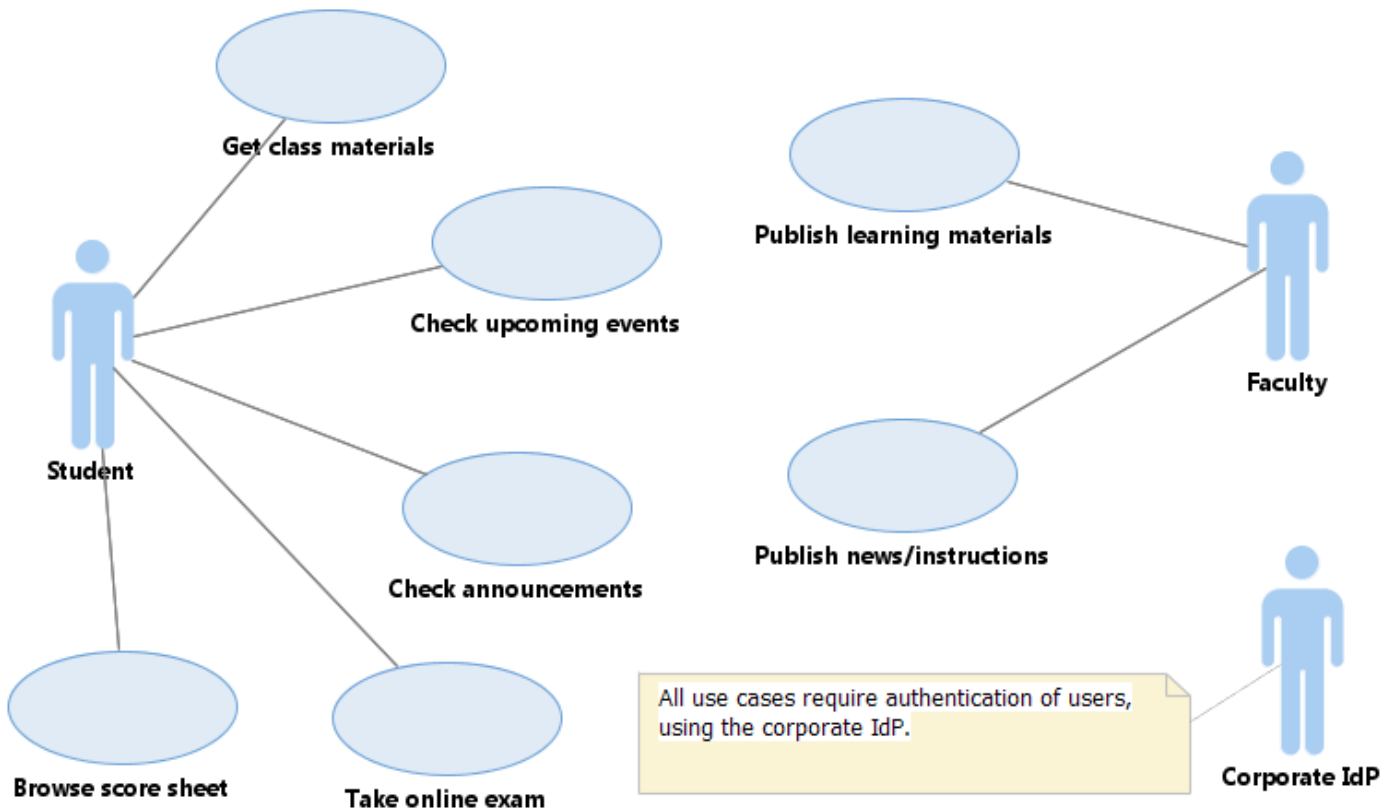 Get class materials
Publish learning materials
Check upcoming events
Faculty
Student
Publish news/instructions
Check announcements
All use cases require authentication of users,
using the corporate IdP.
Corporate IdP
Browse score sheet
Take online exam